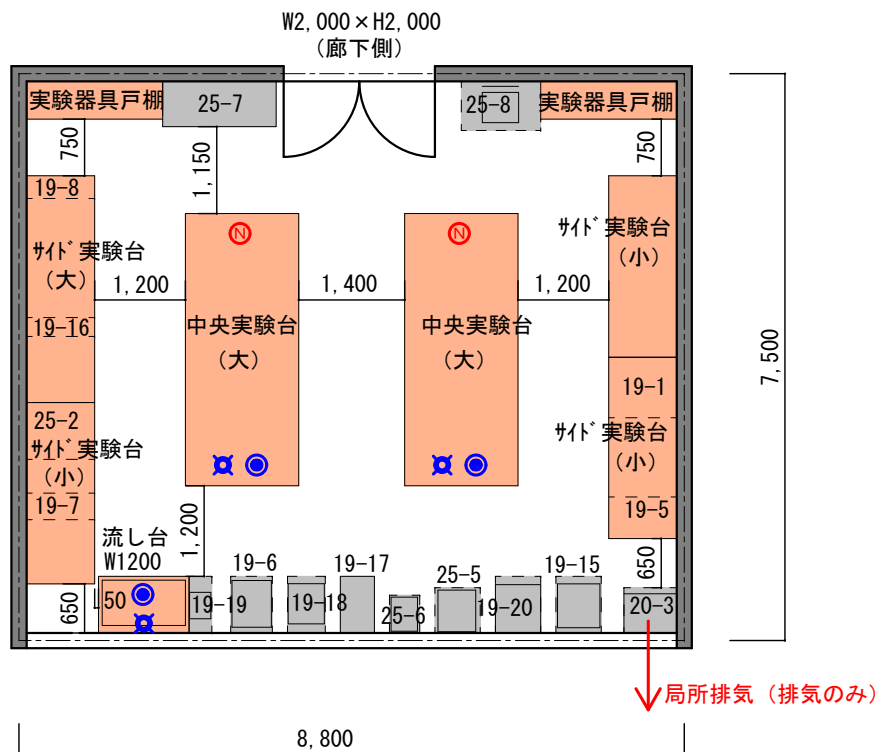 W2,000×H2,000
（廊下側）
実験器具戸棚
25-7
25-8
実験器具戸棚
750
1,150
750
19-8
N
N
ｻｲﾄﾞ実験台
（大）
ｻｲﾄﾞ実験台
（小）
1,200
1,400
1,200
19-16
中央実験台
（大）
中央実験台
（大）
7,500
19-1
25-2
ｻｲﾄﾞ実験台
（小）
ｻｲﾄﾞ実験台
（小）
19-7
19-5
流し台
W1200
1,200
19-6
19-17
25-5
19-15
650
650
L50
19-19
19-18
25-6
19-20
20-3
局所排気（排気のみ）
8,800